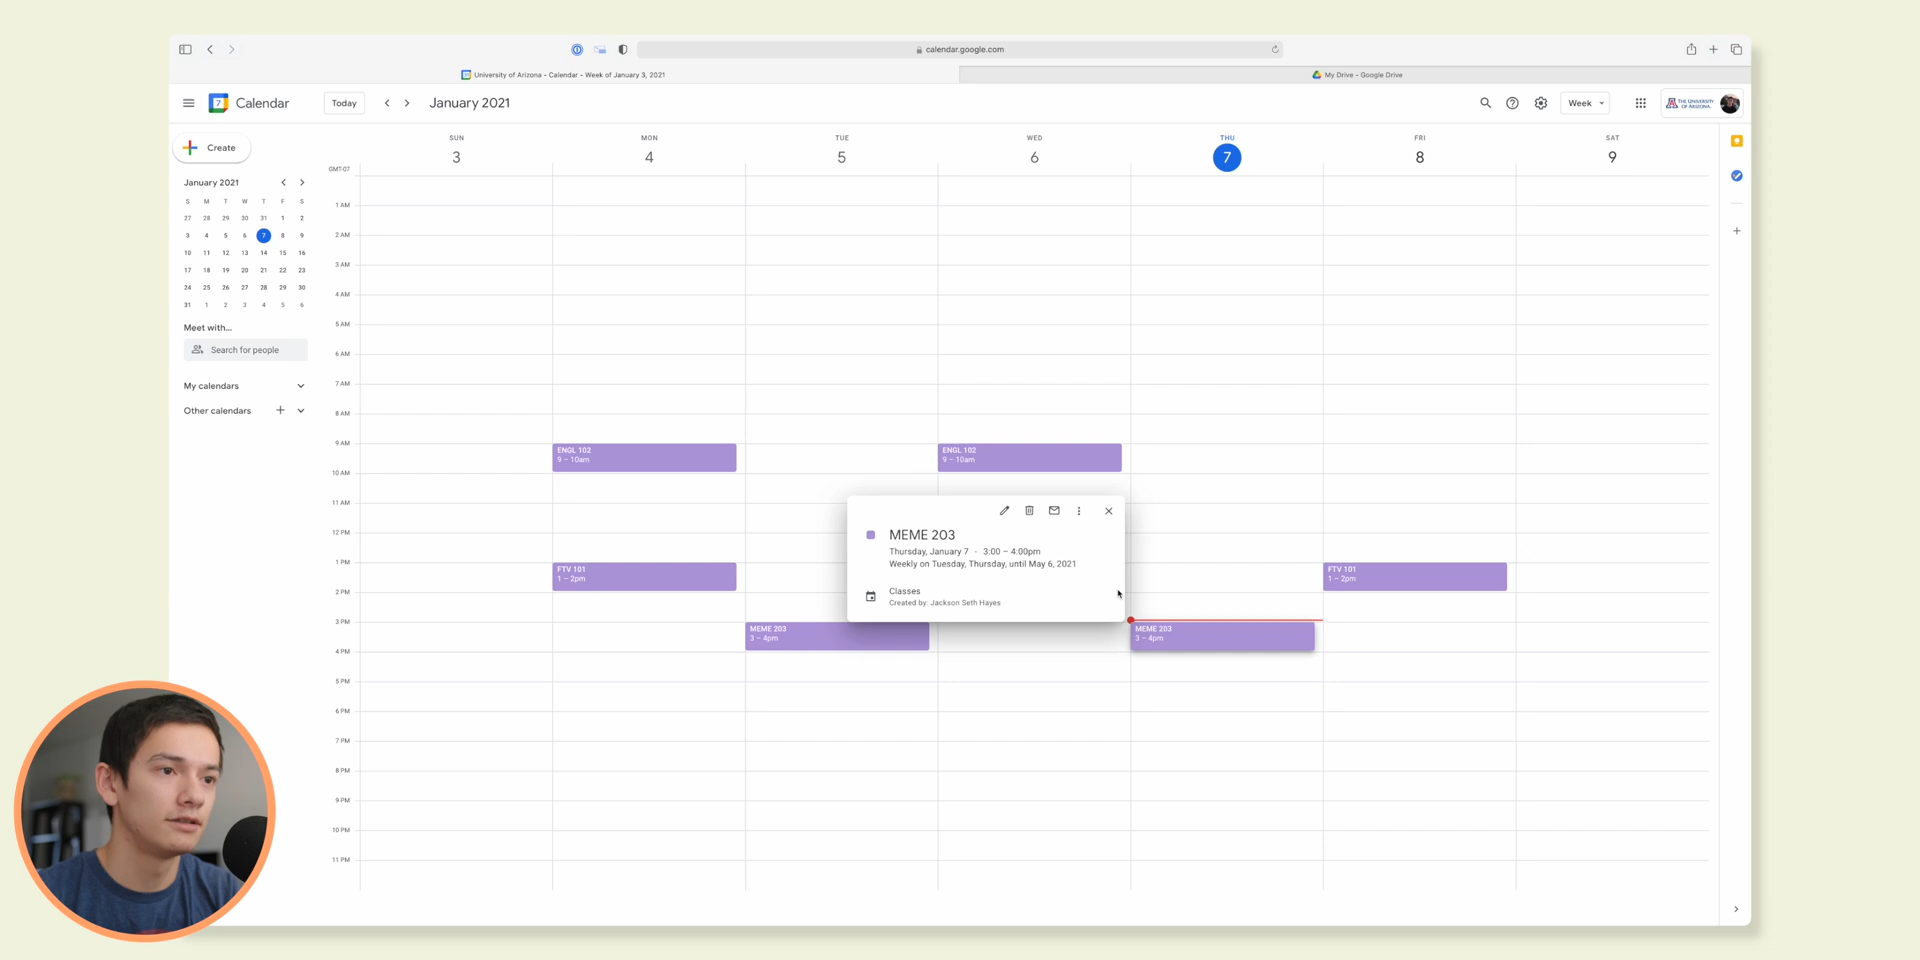 calendar.google.com
University of Arizona - Calendar - Week of January 3, 2021
My Drive - Google Drive
7
Calendar
Today
January 2021
Week
THE UNIVERSITY
OF ARIZONA
Create
SUN MON TUE WED THU FRI SAT
3 4 5 6 7 8 9
GMT-07
January 2021
S M T W T F S
27 28 29 30 31 1 2
3 4 5 6 7 8 9
10 11 12 13 14 15 16
17 18 19 20 21 22 23
24 25 26 27 28 29 30
31 1 2 3 4 5 6
Meet with...
Search for people
My calendars
Other calendars
1 AM
2 AM
3 AM
4 AM
5 AM
6 AM
7 AM
8 AM
9 AM
10 AM
11 AM
12 PM
1 PM
2 PM
3 PM
4 PM
5 PM
6 PM
7 PM
8 PM
9 PM
10 PM
11 PM
ENGL 102
9 – 10am
ENGL 102
9 – 10am
MEME 203
Thursday, January 7 · 3:00 – 4:00pm
Weekly on Tuesday, Thursday, until May 6, 2021
Classes
Created by: Jackson Seth Hayes
FTV 101
1 – 2pm
FTV 101
1 – 2pm
MEME 203
3 – 4pm
MEME 203
3 – 4pm